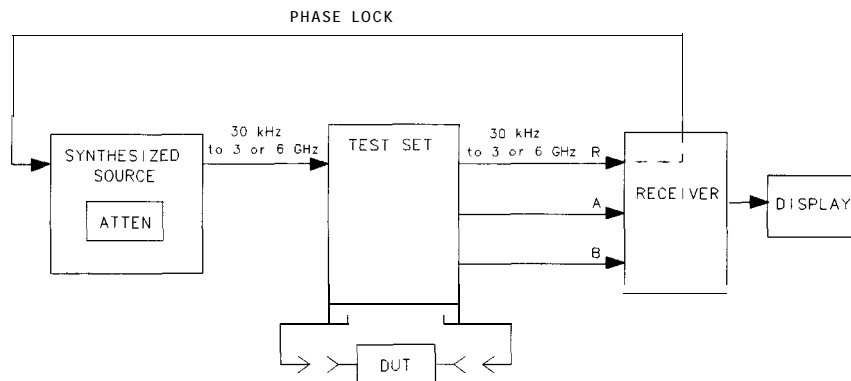 PHASE LOCK
30 kHz
to 3 or 6 GHz
TEST SET
30 kHz
to 3 or 6 GHz R
SYNTHESIZED
SOURCE
ATTEN
A
RECEIVER
DISPLAY
B
DUT